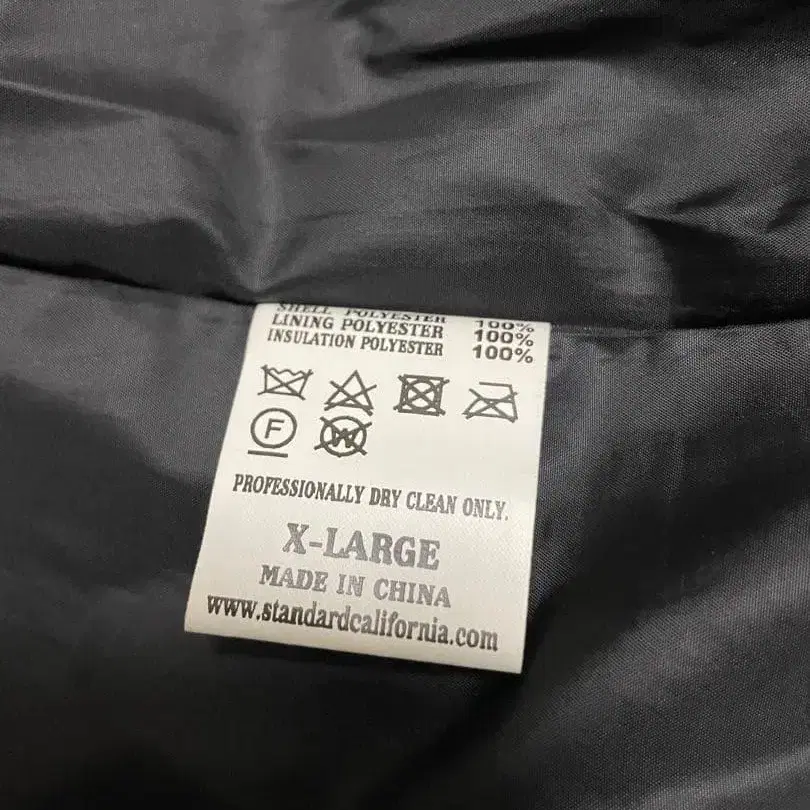 SHELL POLYESTER 100%
LINING POLYESTER 100%
INSULATION POLYESTER 100%
F W
PROFESSIONALLY DRY CLEAN ONLY.
X-LARGE
MADE IN CHINA
www.standardcalifornia.com